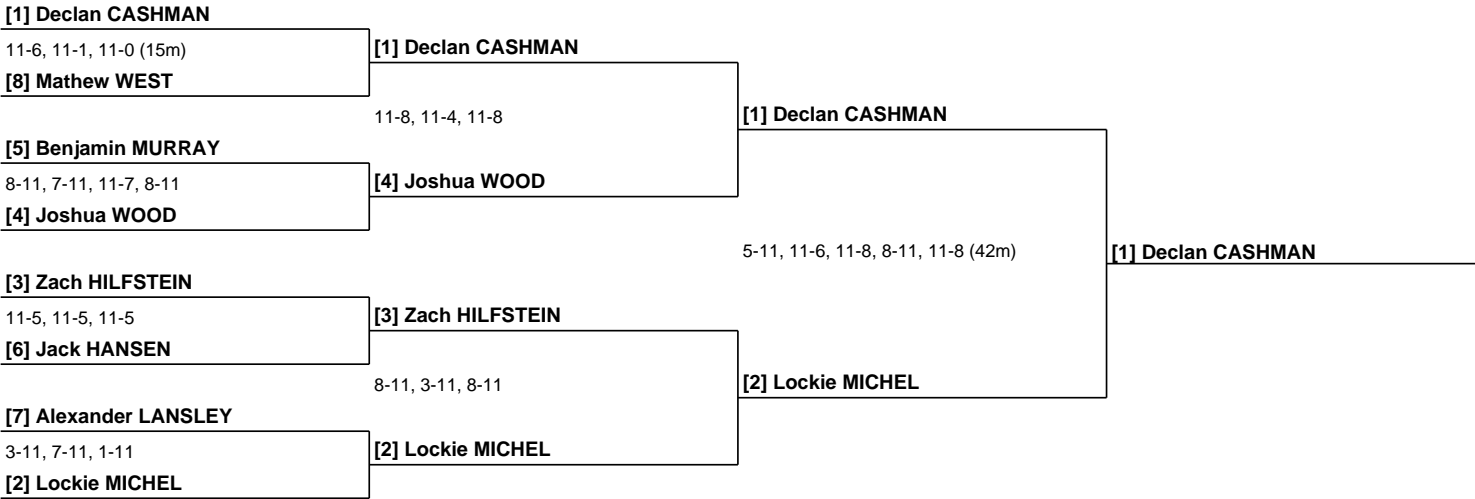 [1] Declan CASHMAN
11-6, 11-1, 11-0 (15m)
[8] Mathew WEST
[5] Benjamin MURRAY
8-11, 7-11, 11-7, 8-11
[4] Joshua WOOD
[3] Zach HILFSTEIN
11-5, 11-5, 11-5
[6] Jack HANSEN
[7] Alexander LANSLEY
3-11, 7-11, 1-11
[2] Lockie MICHEL
[1] Declan CASHMAN
11-8, 11-4, 11-8
[4] Joshua WOOD
[3] Zach HILFSTEIN
8-11, 3-11, 8-11
[2] Lockie MICHEL
[1] Declan CASHMAN
5-11, 11-6, 11-8, 8-11, 11-8 (42m)
[2] Lockie MICHEL
[1] Declan CASHMAN